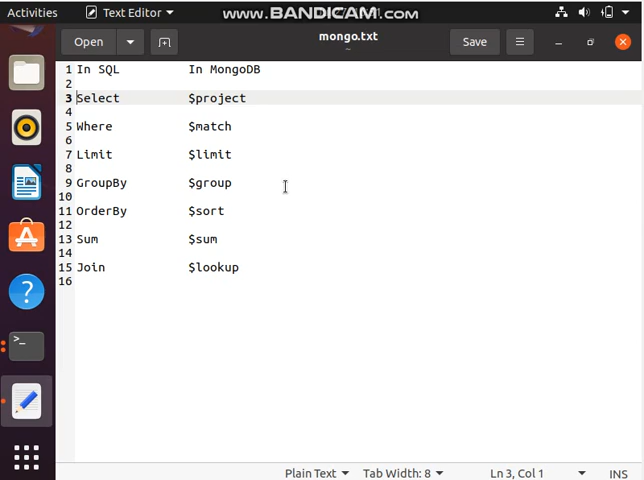 Activities Text Editor WWW.BANDICAM.COM
Open mongo.txt Save
~
1 In SQL In MongoDB
2
3 Select $project
4
5 Where $match
6
7 Limit $limit
8
9 GroupBy $group
10
11 OrderBy $sort
12
13 Sum $sum
14
15 Join $lookup
16
Plain Text Tab Width: 8 Ln 3, Col 1 INS